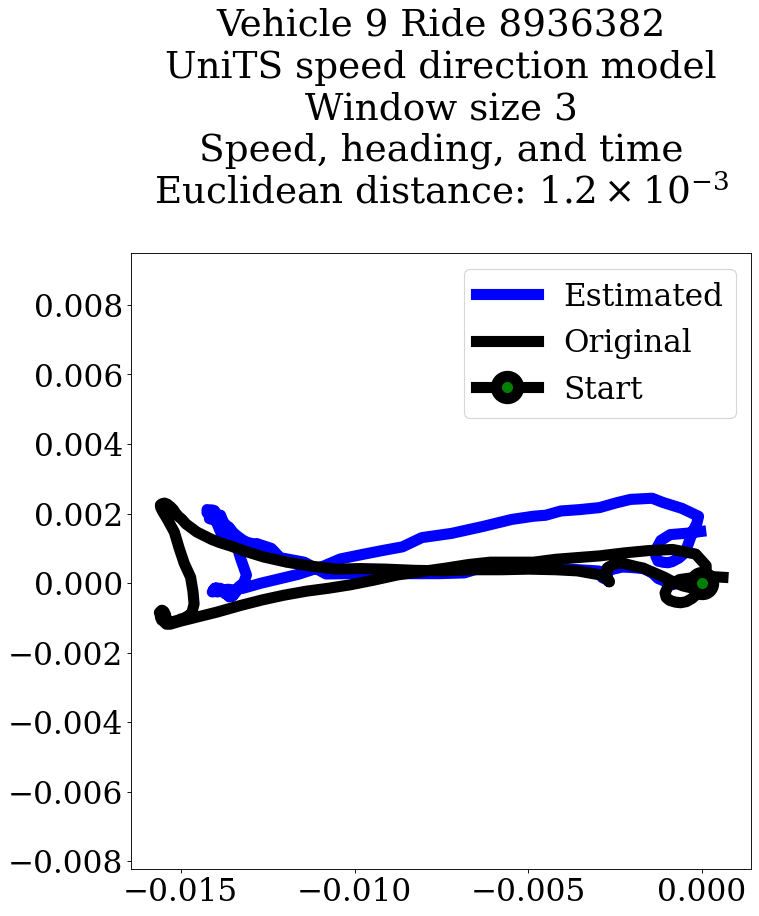 Vehicle 9 Ride 8936382
UniTS speed direction model
Window size 3
Speed, heading, and time
Euclidean distance: 1.2 × 10⁻³
Estimated
Original
Start
0.008
0.006
0.004
0.002
0.000
−0.002
−0.004
−0.006
−0.008
−0.015 −0.010 −0.005 0.000